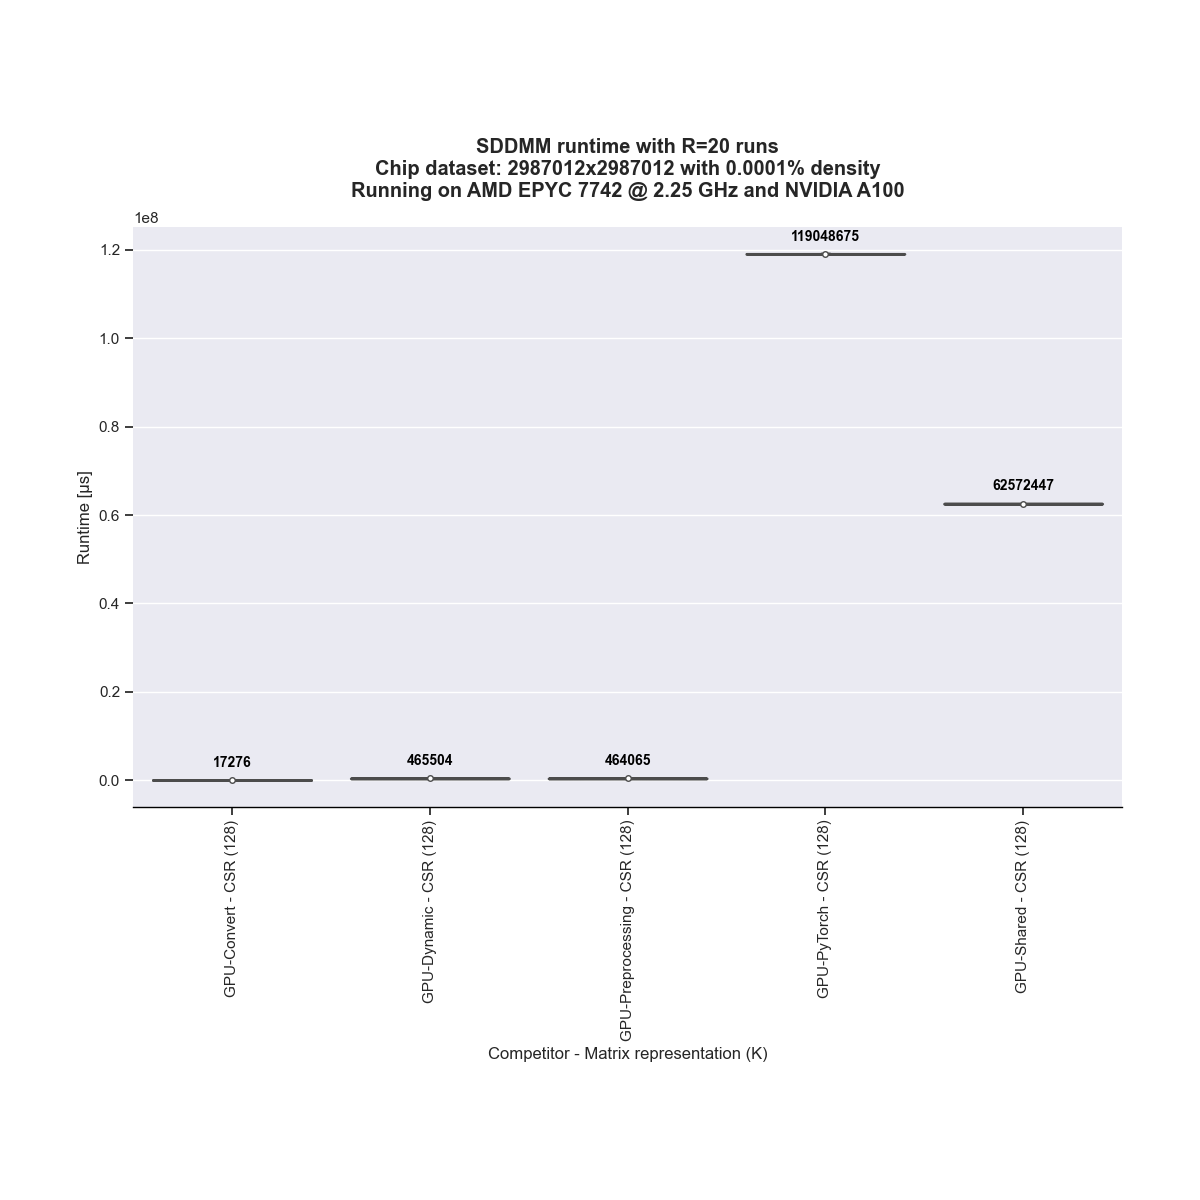 SDDMM runtime with R=20 runs
Chip dataset: 2987012x2987012 with 0.0001% density
Running on AMD EPYC 7742 @ 2.25 GHz and NVIDIA A100
1e8
119048675
1.2
1.0
0.8
62572447
0.6
Runtime [µs]
0.4
0.2
17276
465504
464065
0.0
GPU-Convert - CSR (128)
GPU-Dynamic - CSR (128)
GPU-Preprocessing - CSR (128)
GPU-PyTorch - CSR (128)
GPU-Shared - CSR (128)
Competitor - Matrix representation (K)